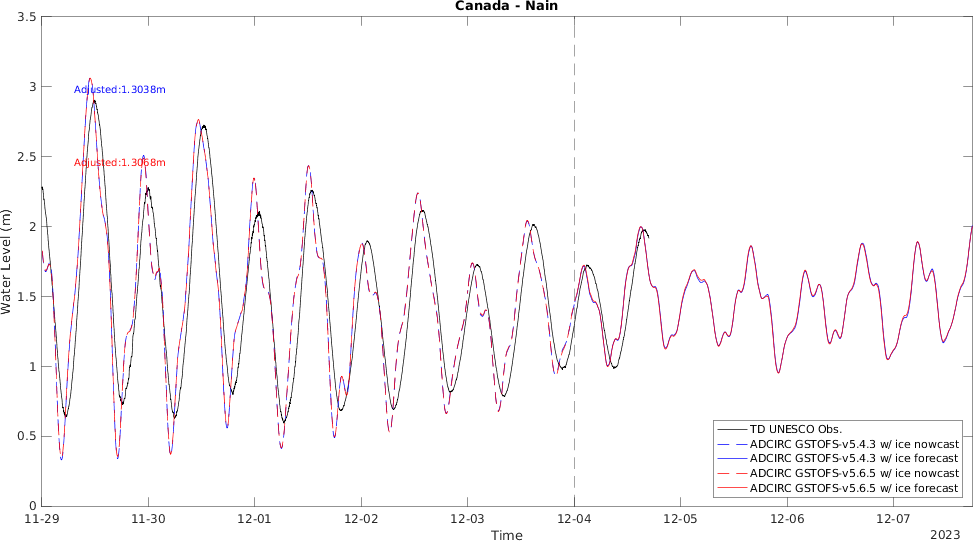 Canada - Nain
3.5
3
2.5
2
1.5
1
0.5
0
Water Level (m)
Adjusted:1.3038m
Adjusted:1.3068m
TD UNESCO Obs.
ADCIRC GSTOFS-v5.4.3 w/ ice nowcast
ADCIRC GSTOFS-v5.4.3 w/ ice forecast
ADCIRC GSTOFS-v5.6.5 w/ ice nowcast
ADCIRC GSTOFS-v5.6.5 w/ ice forecast
11-29 11-30 12-01 12-02 12-03 12-04 12-05 12-06 12-07
Time
2023